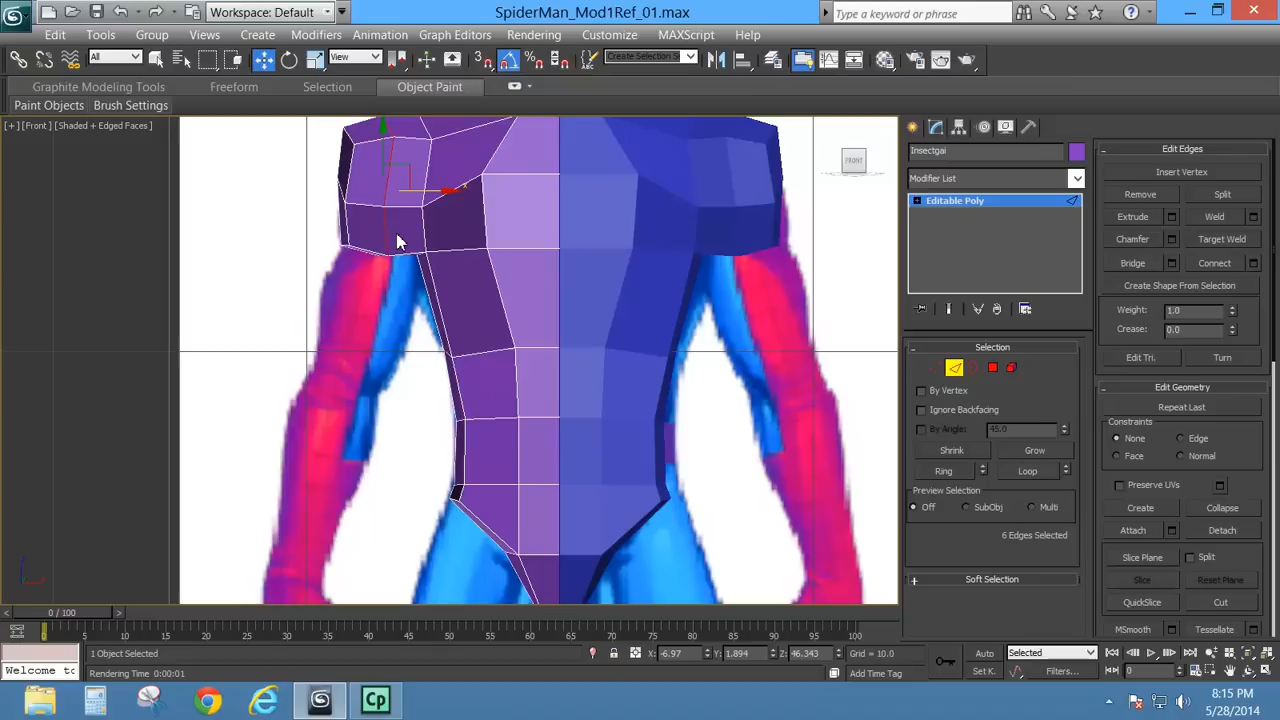 Workspace: Default
SpiderMan_Mod1Ref_01.max
Type a keyword or phrase
Edit Tools Group Views Create Modifiers Animation Graph Editors Rendering Customize MAXScript Help
All
View
Create Selection Se
Graphite Modeling Tools Freeform Selection Object Paint
Paint Objects Brush Settings
[+] [Front] [Shaded + Edged Faces]
FRONT
x
Insectgai
Modifier List
Editable Poly
Selection
By Vertex
Ignore Backfacing
By Angle: 45.0
Shrink Grow
Ring Loop
Preview Selection
Off SubObj Multi
6 Edges Selected
Soft Selection
Edit Edges
Insert Vertex
Remove Split
Extrude Weld
Chamfer Target Weld
Bridge Connect
Create Shape From Selection
Weight: 1.0
Crease: 0.0
Edit Tri. Turn
Edit Geometry
Repeat Last
Constraints
None Edge
Face Normal
Preserve UVs
Create Collapse
Attach Detach
Slice Plane Split
Slice Reset Plane
QuickSlice Cut
MSmooth Tessellate
0 / 100
0 5 10 15 20 25 30 35 40 45 50 55 60 65 70 75 80 85 90 95 100
1 Object Selected
X: -6.97 Y: 1.894 Z: 46.343 Grid = 10.0
Auto Selected
Welcome to
Rendering Time 0:00:01
Add Time Tag
Set K. Filters... 0
Cp
8:15 PM
5/28/2014